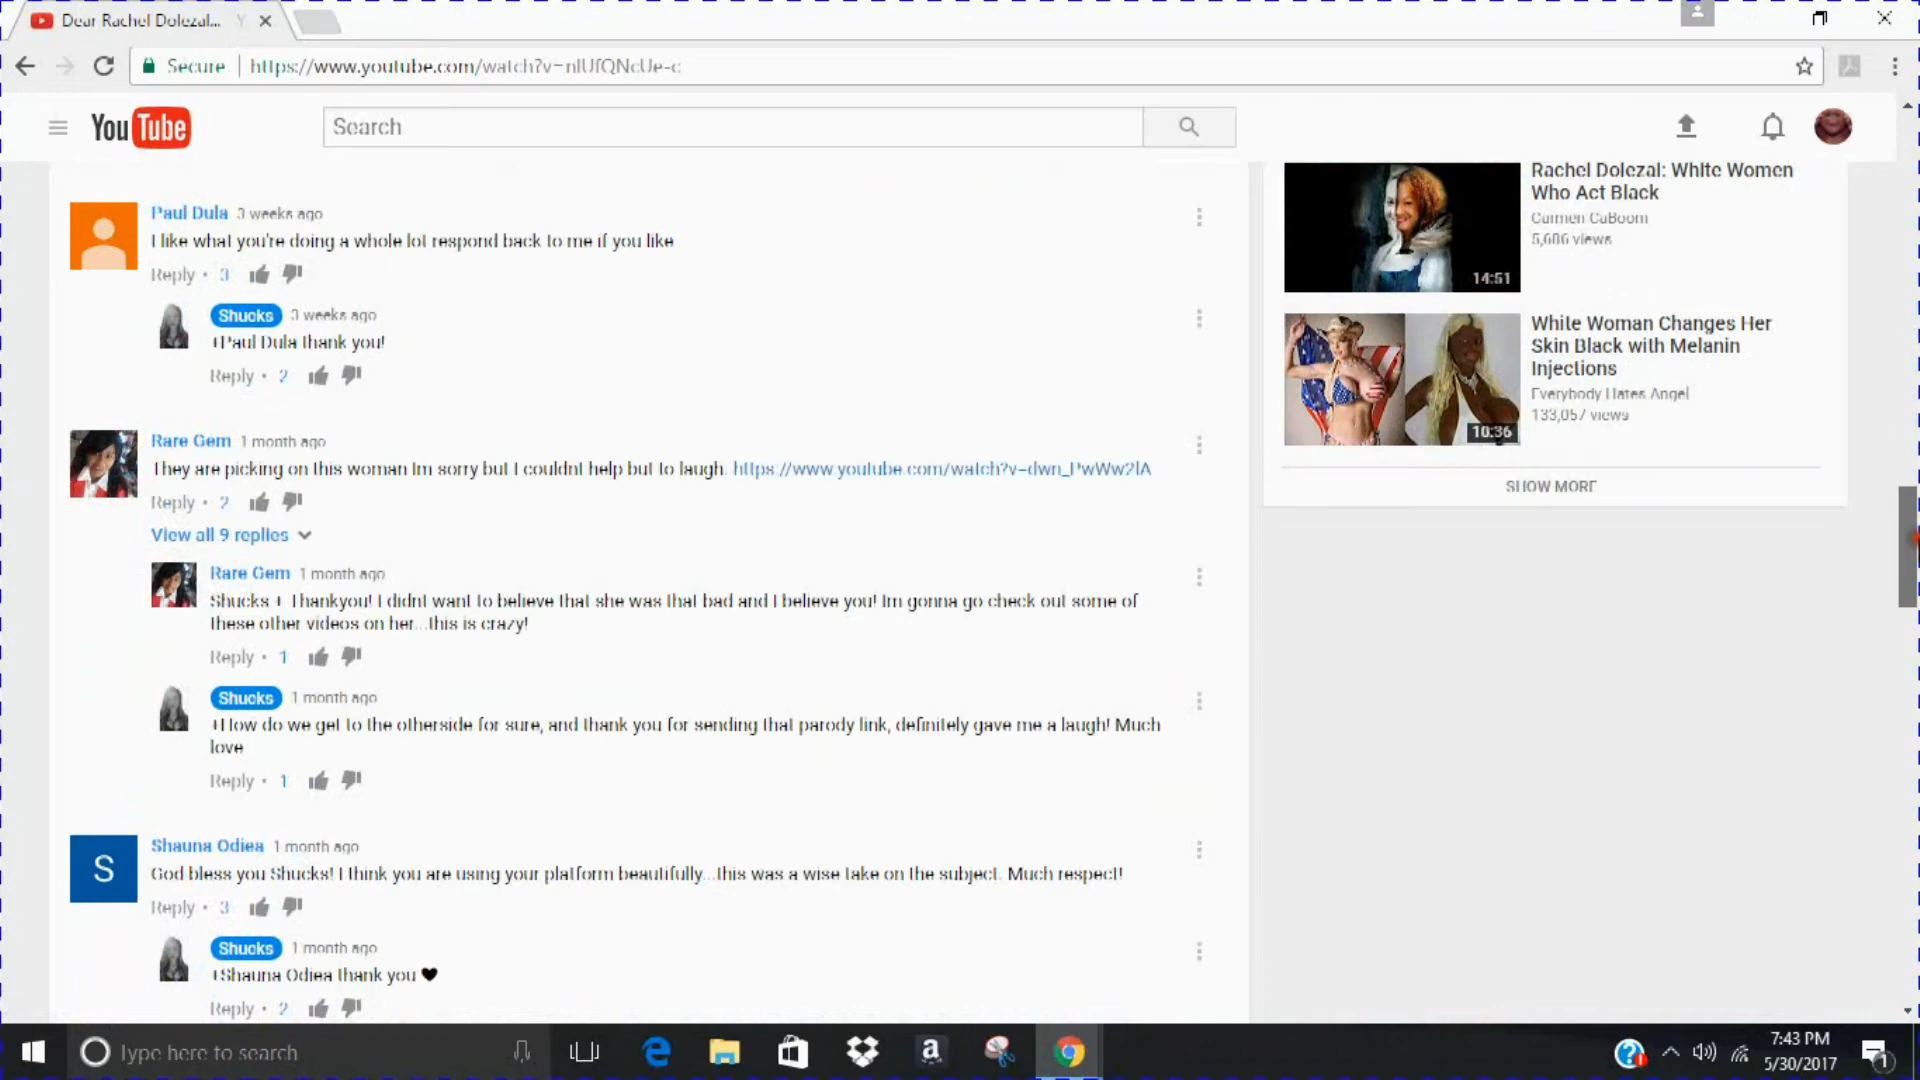 Dear Rachel Dolezal...
Secure
https://www.youtube.com/watch?v=nlUfQNcUe-c
YouTube
Search
Paul Dula 3 weeks ago
I like what you're doing a whole lot respond back to me if you like
Reply • 3
Shucks 3 weeks ago
+Paul Dula thank you!
Reply • 2
Rare Gem 1 month ago
They are picking on this woman Im sorry but I couldnt help but to laugh. https://www.youtube.com/watch?v=dwn_PwWw2lA
Reply • 2
View all 9 replies
Rare Gem 1 month ago
Shucks + Thankyou! I didnt want to believe that she was that bad and I believe you! Im gonna go check out some of
these other videos on her...this is crazy!
Reply • 1
Shucks 1 month ago
+How do we get to the otherside for sure, and thank you for sending that parody link, definitely gave me a laugh! Much
love
Reply • 1
S
Shauna Odiea 1 month ago
God bless you Shucks! I think you are using your platform beautifully...this was a wise take on the subject. Much respect!
Reply • 3
Shucks 1 month ago
+Shauna Odiea thank you ♥
Reply • 2
Rachel Dolezal: White Women
Who Act Black
Carmen CaBoom
5,686 views
14:51
White Woman Changes Her
Skin Black with Melanin
Injections
Everybody Hates Angel
133,057 views
10:36
SHOW MORE
Type here to search
7:43 PM
5/30/2017
1